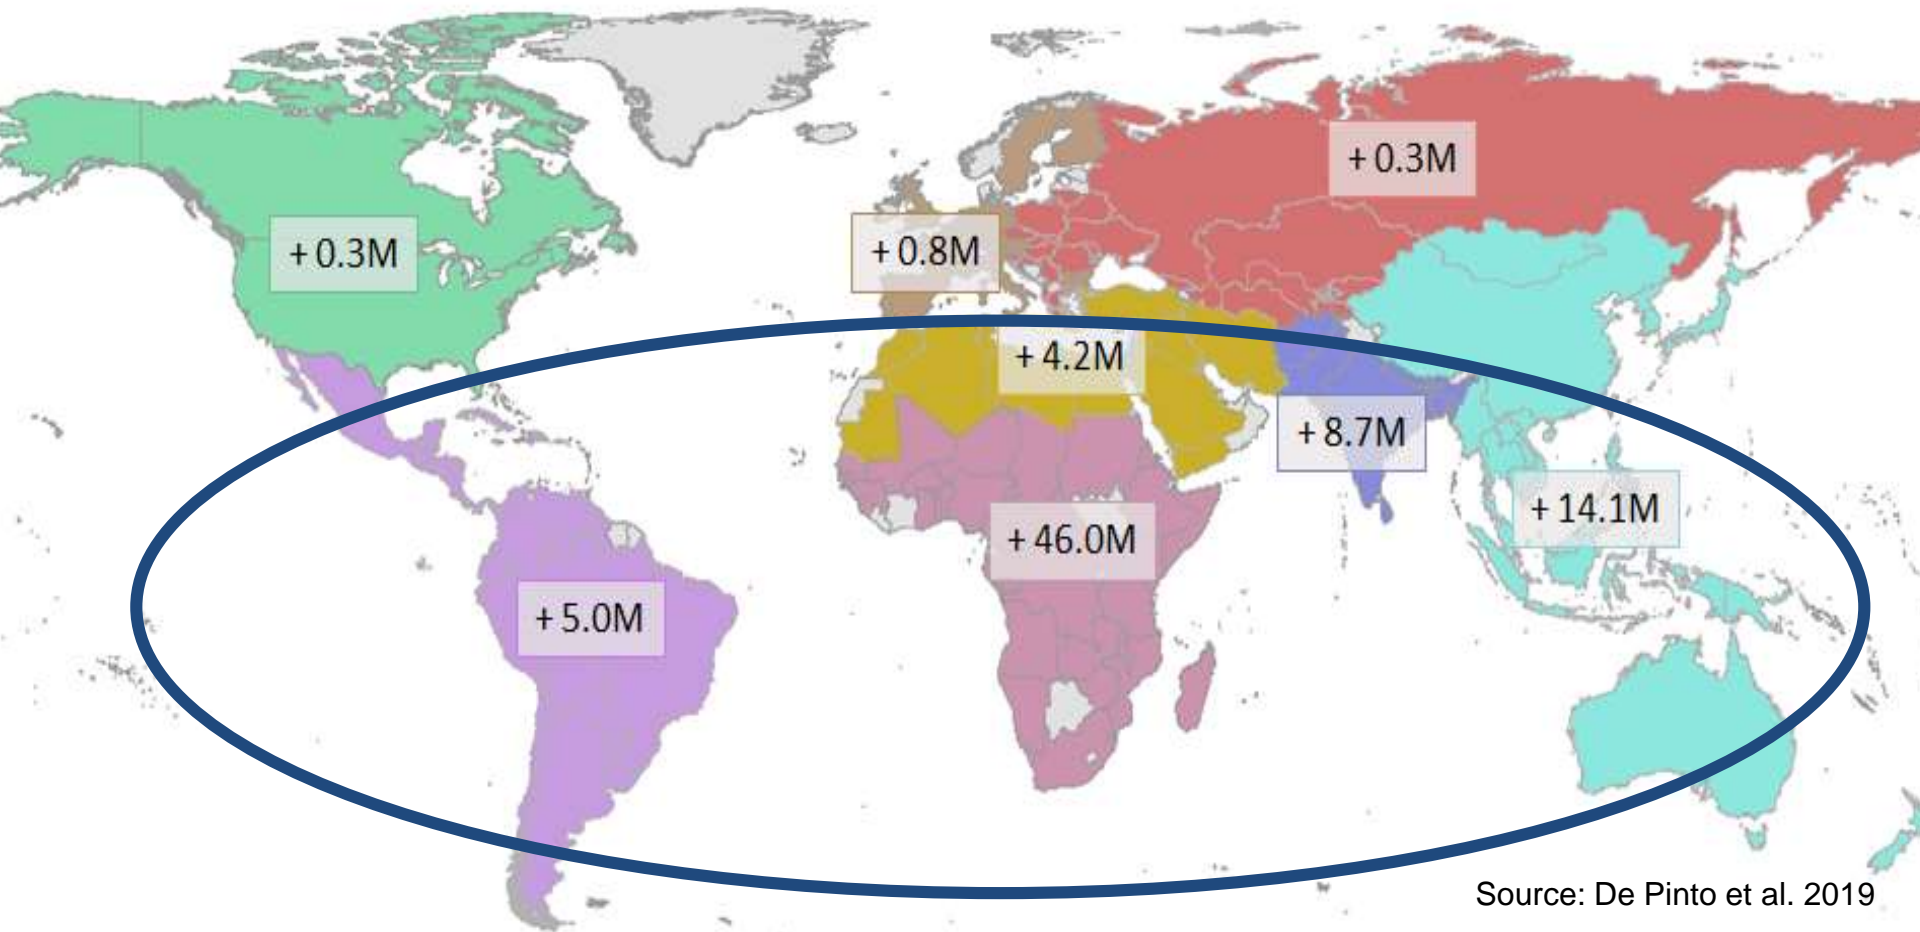 + 0.3M
+ 0.3M
+ 0.8M
+ 4.2M
+ 8.7M
+ 14.1M
+ 46.0M
+ 5.0M
Source: De Pinto et al. 2019